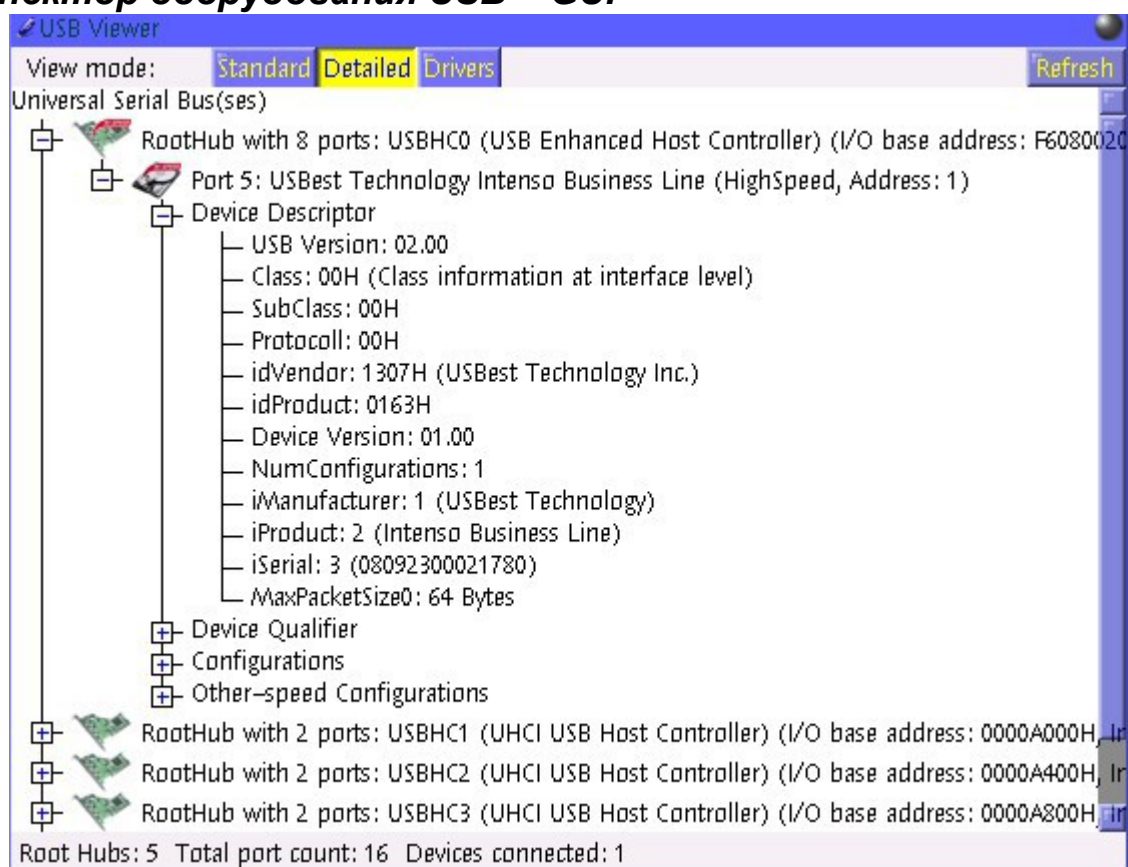 оборудования USB – GUI
USB Viewer
View mode: Standard Detailed Drivers Refresh
Universal Serial Bus(ses)
RootHub with 8 ports: USBHC0 (USB Enhanced Host Controller) (I/O base address: F6080020
Port 5: USBest Technology Intenso Business Line (HighSpeed, Address: 1)
Device Descriptor
USB Version: 02.00
Class: 00H (Class information at interface level)
SubClass: 00H
Protocoll: 00H
idVendor: 1307H (USBest Technology Inc.)
idProduct: 0163H
Device Version: 01.00
NumConfigurations: 1
iManufacturer: 1 (USBest Technology)
iProduct: 2 (Intenso Business Line)
iSerial: 3 (08092300021780)
MaxPacketSize0: 64 Bytes
Device Qualifier
Configurations
Other-speed Configurations
RootHub with 2 ports: USBHC1 (UHCI USB Host Controller) (I/O base address: 0000A000H, In
RootHub with 2 ports: USBHC2 (UHCI USB Host Controller) (I/O base address: 0000A400H, In
RootHub with 2 ports: USBHC3 (UHCI USB Host Controller) (I/O base address: 0000A800H, In
Root Hubs: 5 Total port count: 16 Devices connected: 1